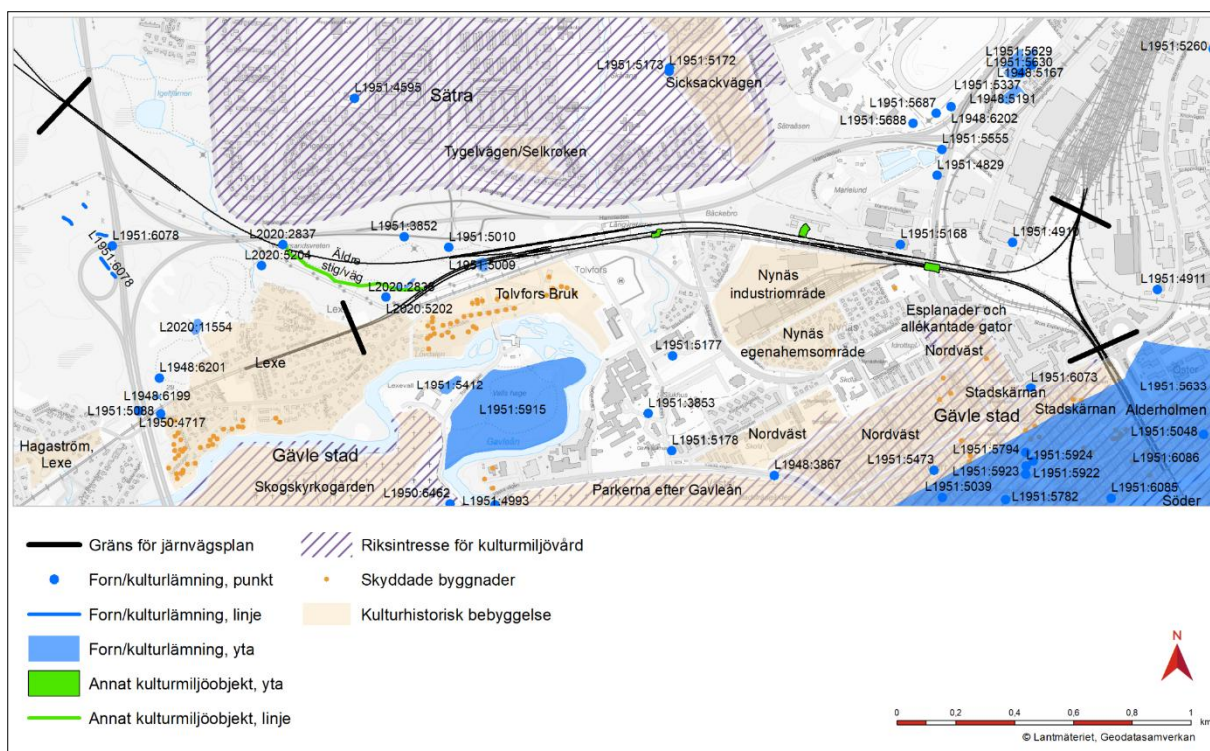 L1951:5629
L1951:5260
L1951:5630
L1948:5167
L1951:5173
L1951:5172
Sicksackvägen
L1951:5337
L1948:5191
L1951:4595
Sätra
L1951:5687
L1948:6202
L1951:5688
Sätraåsen
L1951:5555
Tygelvägen/Selkroken
L1951:4829
Marielund
Bäckebro
L1951:3852
L2020:2837
L1951:6078
L1951:5010
L1951:5168
L1951:4910
L1951:6078
L2020:5204
Äldre
stig/väg
L1951:5009
Tolvfors
L2020:2838
L2020:5202
Tolvfors Bruk
Nynäs
industriområde
L1951:4911
L2020:11554
Esplanader och
allékantade gator
Nynäs
Nynäs
egenahemsområde
Lexe
L1951:5177
Nordväst
L1948:6201
L1951:5412
L1951:6073
L1948:6199
Valls hage
Stadskärnan
L1951:5633
L1951:5088
L1950:4717
L1951:5915
L1951:3853
Gävle stad
Stadskärnan
Alderholmen
Gavleån
L1951:5048
Hagaström,
Lexe
Nordväst
Nordväst
L1951:5178
L1951:5794
L1951:5924
L1951:6086
Gävle stad
L1951:5473
L1951:5923
L1951:5922
Skogskyrkogården
L1948:3867
L1950:6462
L1951:4993
Parkerna efter Gavleån
L1951:5039
L1951:5782
L1951:6085
Söder
Gräns för järnvägsplan
Riksintresse för kulturmiljövård
Forn/kulturlämning, punkt
Skyddade byggnader
Forn/kulturlämning, linje
Kulturhistorisk bebyggelse
Forn/kulturlämning, yta
Annat kulturmiljöobjekt, yta
Annat kulturmiljöobjekt, linje
N
0 0,2 0,4 0,6 0,8 1
km
© Lantmäteriet, Geodatasamverkan